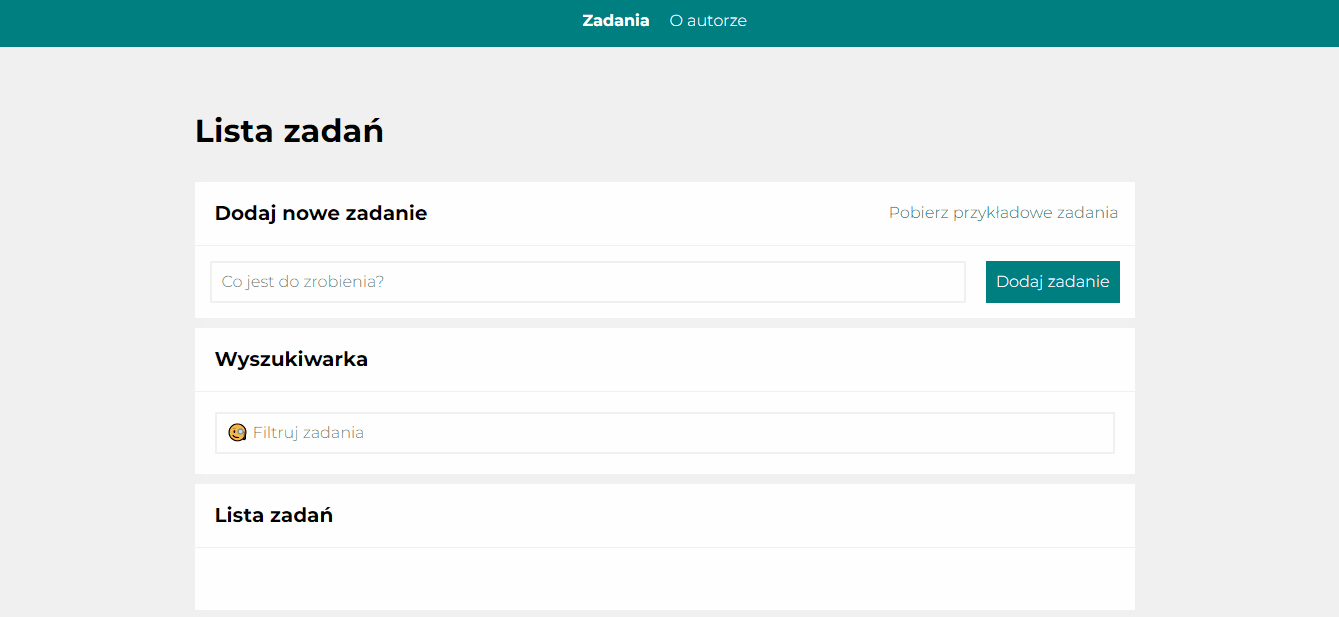 Zadania O autorze
Lista zadań
Dodaj nowe zadanie Pobierz przykładowe zadania
Co jest do zrobienia? Dodaj zadanie
Wyszukiwarka
🧐 Filtruj zadania
Lista zadań